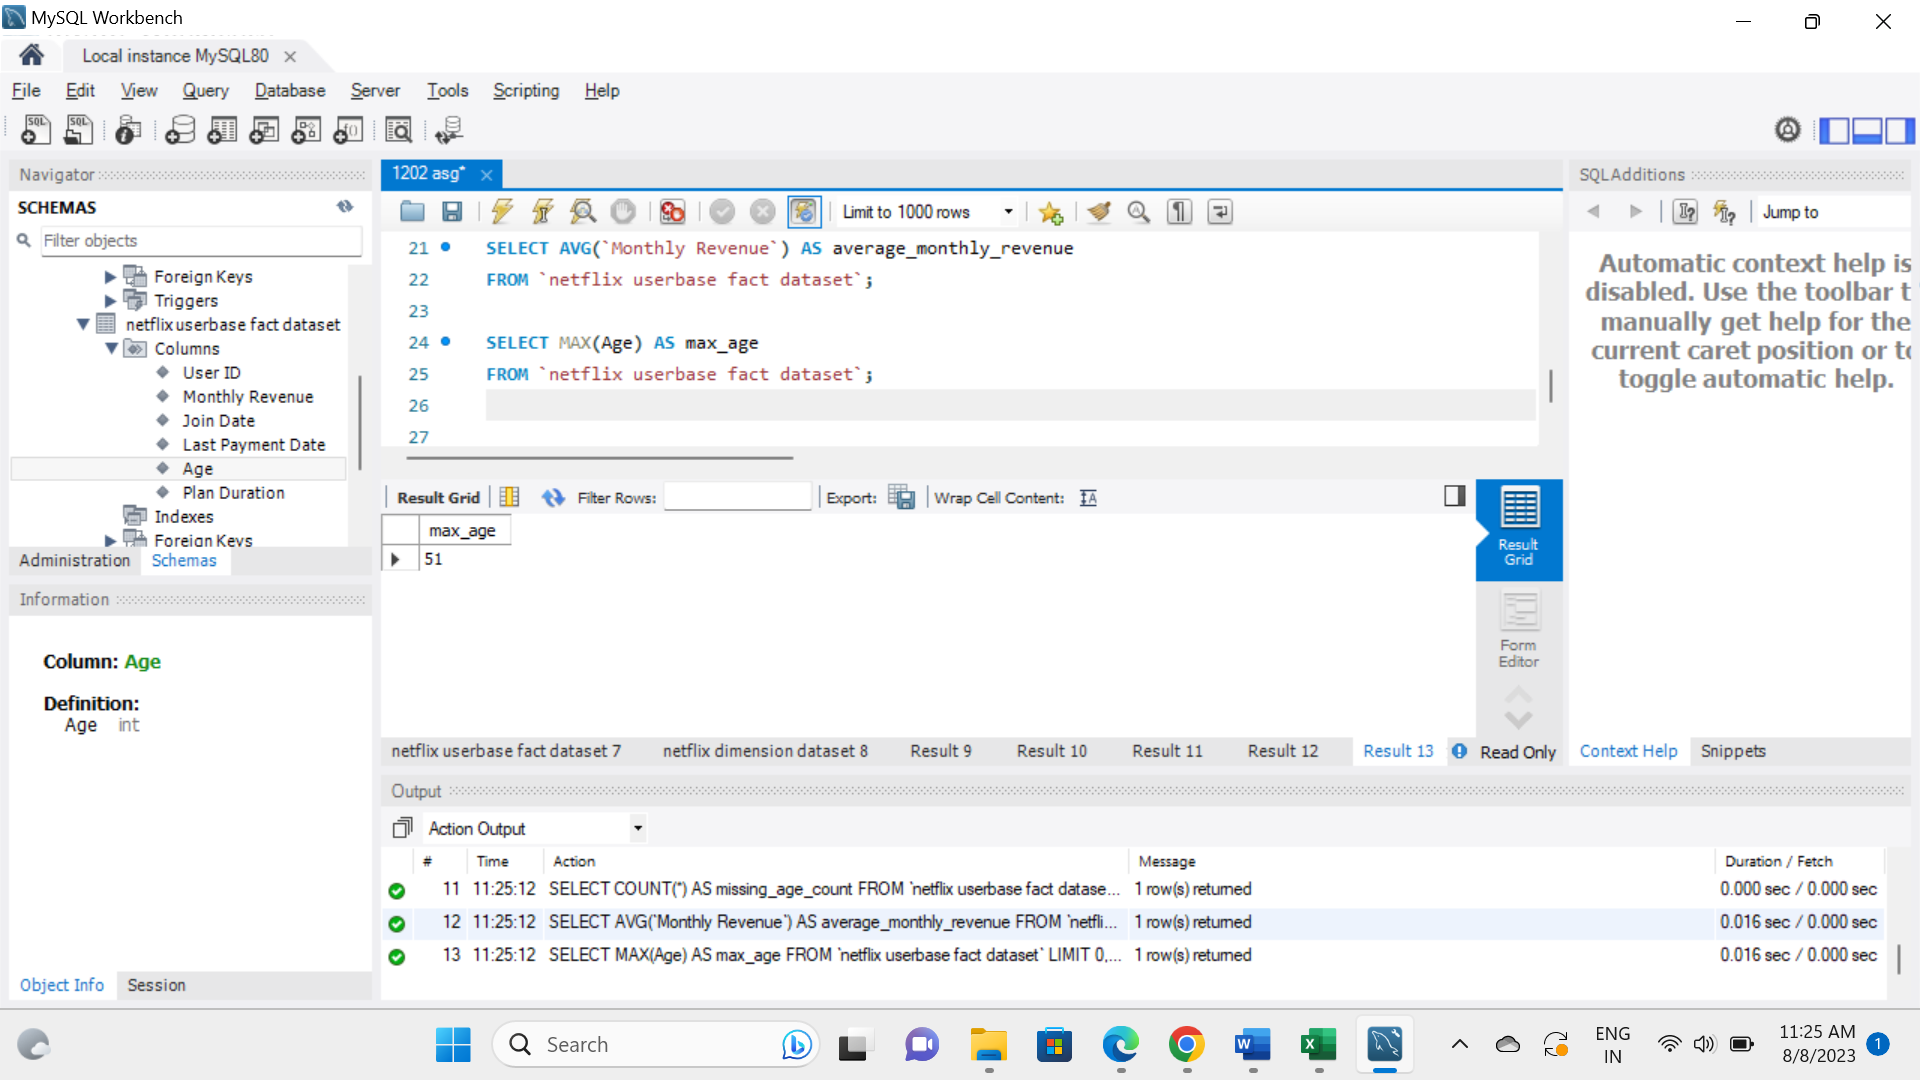 MySQL Workbench
Local instance MySQL80
File Edit View Query Database Server Tools Scripting Help
Navigator
SCHEMAS
Filter objects
Foreign Keys
Triggers
netflix userbase fact dataset
Columns
User ID
Monthly Revenue
Join Date
Last Payment Date
Age
Plan Duration
Indexes
Foreign Keys
Administration Schemas
Information
Column: Age
Definition:
Age int
Object Info Session
1202 asg*
Limit to 1000 rows
21 SELECT AVG(`Monthly Revenue`) AS average_monthly_revenue
22 FROM `netflix userbase fact dataset`;
23
24 SELECT MAX(Age) AS max_age
25 FROM `netflix userbase fact dataset`;
26
27
Result Grid Filter Rows: Export: Wrap Cell Content:
max_age
51
Result
Grid
Form
Editor
netflix userbase fact dataset 7 netflix dimension dataset 8 Result 9 Result 10 Result 11 Result 12 Result 13 Read Only
SQLAdditions
Jump to
Automatic context help is
disabled. Use the toolbar t
manually get help for the
current caret position or to
toggle automatic help.
Context Help Snippets
Output
Action Output
# Time Action Message Duration / Fetch
11 11:25:12 SELECT COUNT(*) AS missing_age_count FROM `netflix userbase fact datase... 1 row(s) returned 0.000 sec / 0.000 sec
12 11:25:12 SELECT AVG(`Monthly Revenue`) AS average_monthly_revenue FROM `netfli... 1 row(s) returned 0.016 sec / 0.000 sec
13 11:25:12 SELECT MAX(Age) AS max_age FROM `netflix userbase fact dataset` LIMIT 0,... 1 row(s) returned 0.016 sec / 0.000 sec
Search
ENG
IN
11:25 AM
8/8/2023
1